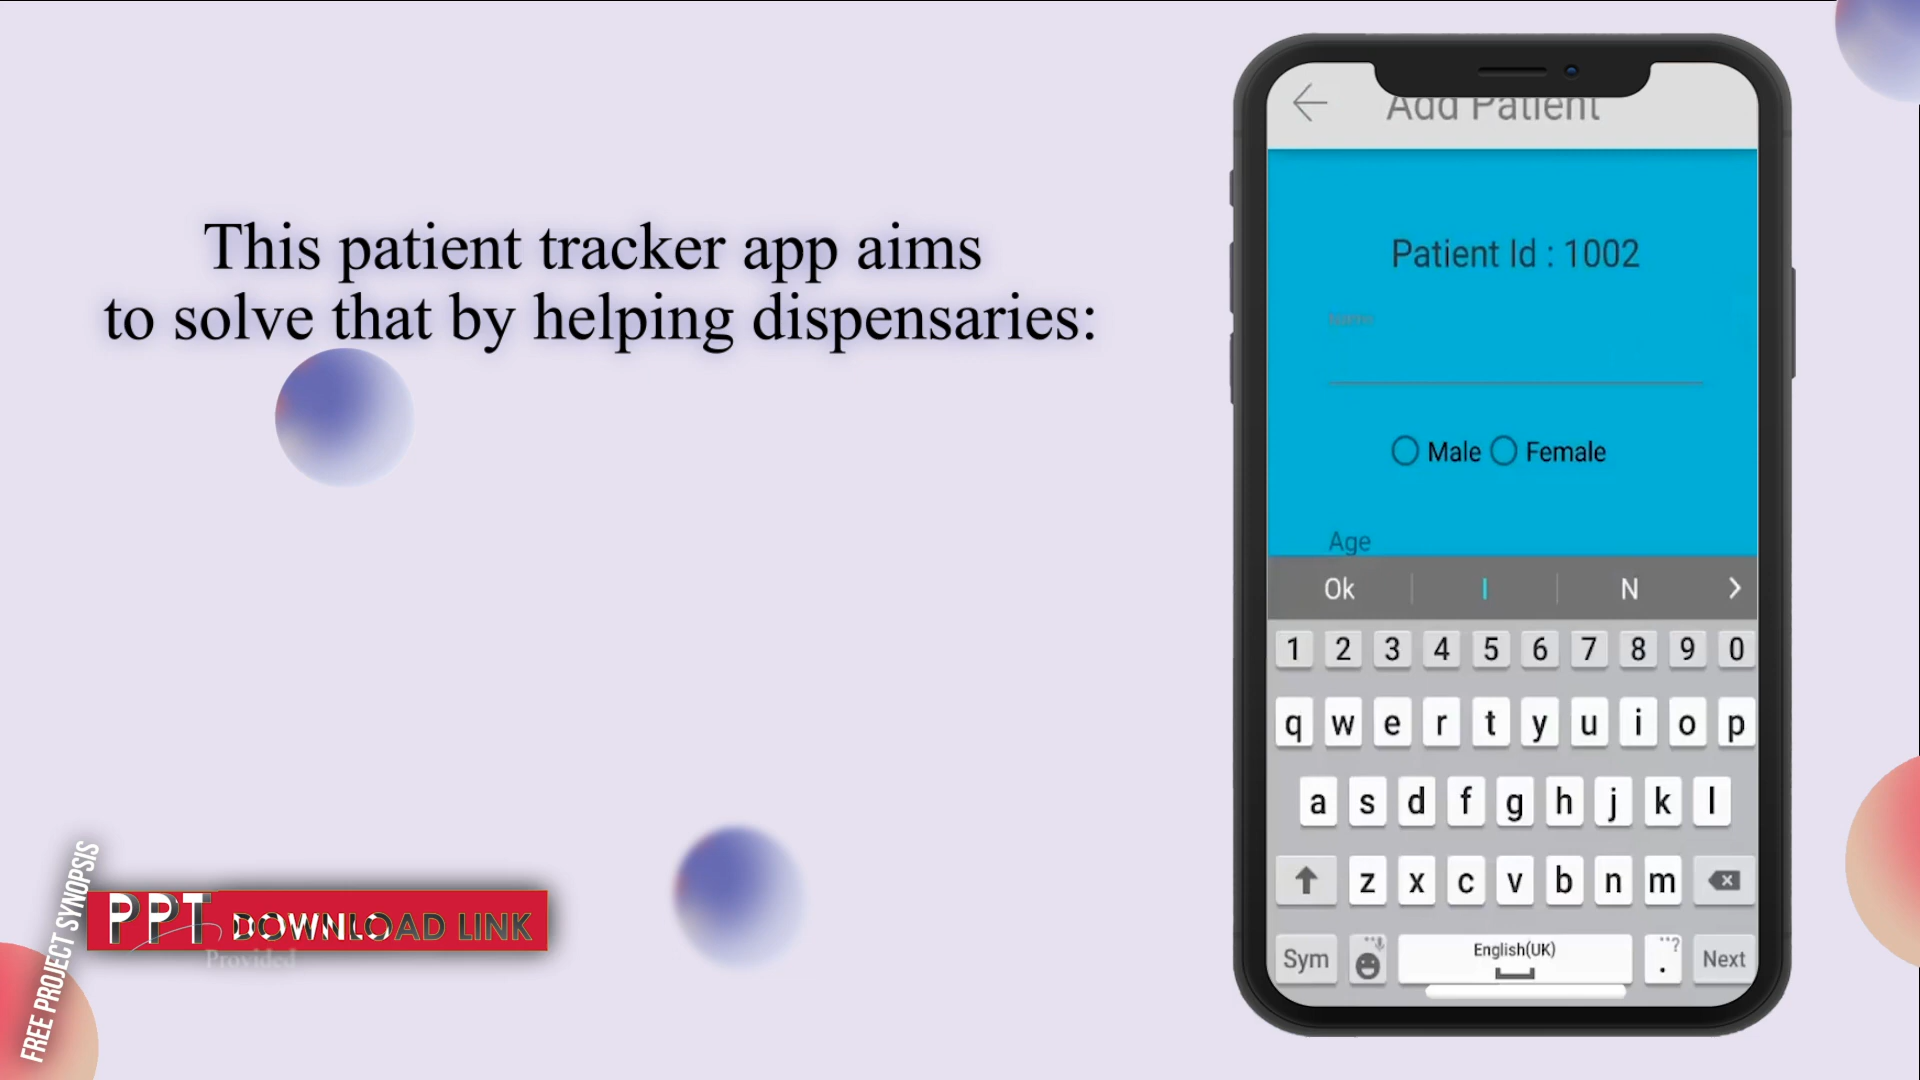 This patient tracker app aims
to solve that by helping dispensaries:
FREE PROJECT SYNOPSIS
PPT DOWNLOAD LINK
Provided
Add Patient
Patient Id : 1002
Name
Male Female
Age
Ok I N
1 2 3 4 5 6 7 8 9 0
q w e r t y u i o p
a s d f g h j k l
z x c v b n m
Sym English(UK) . ? Next